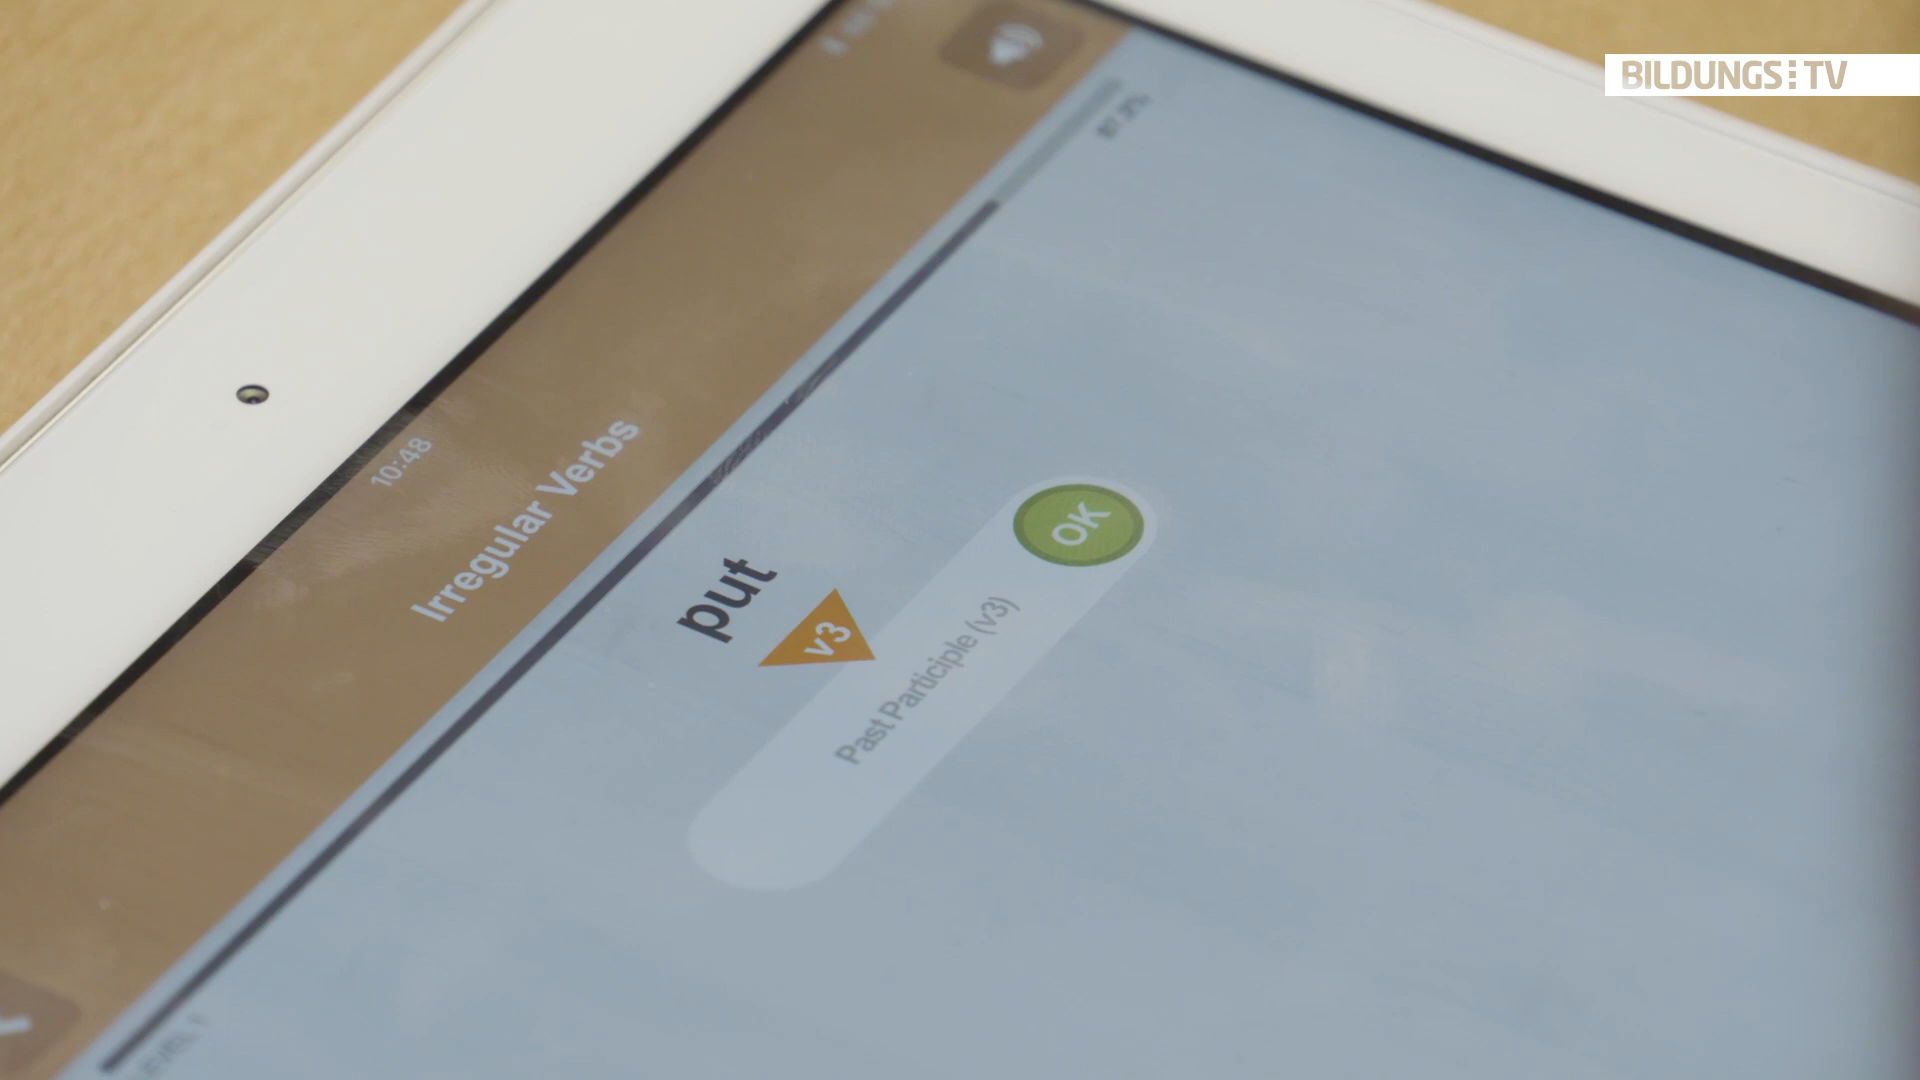 BILDUNGS:TV
10:48
Irregular Verbs
put
v3
Past Participle (v3)
OK